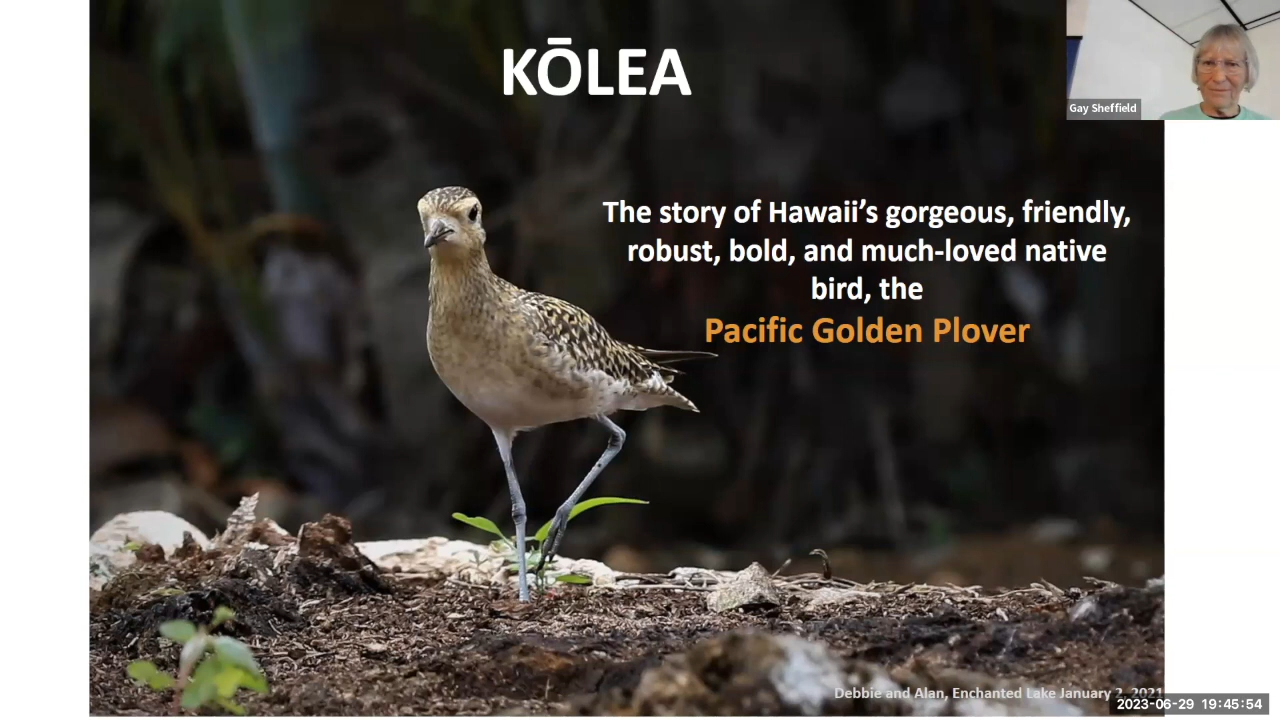 KŌLEA
Gay Sheffield
The story of Hawaii’s gorgeous, friendly,
robust, bold, and much-loved native
bird, the
Pacific Golden Plover
Debbie and Alan, Enchanted Lake January 2, 2021
2023-06-29 19:45:54